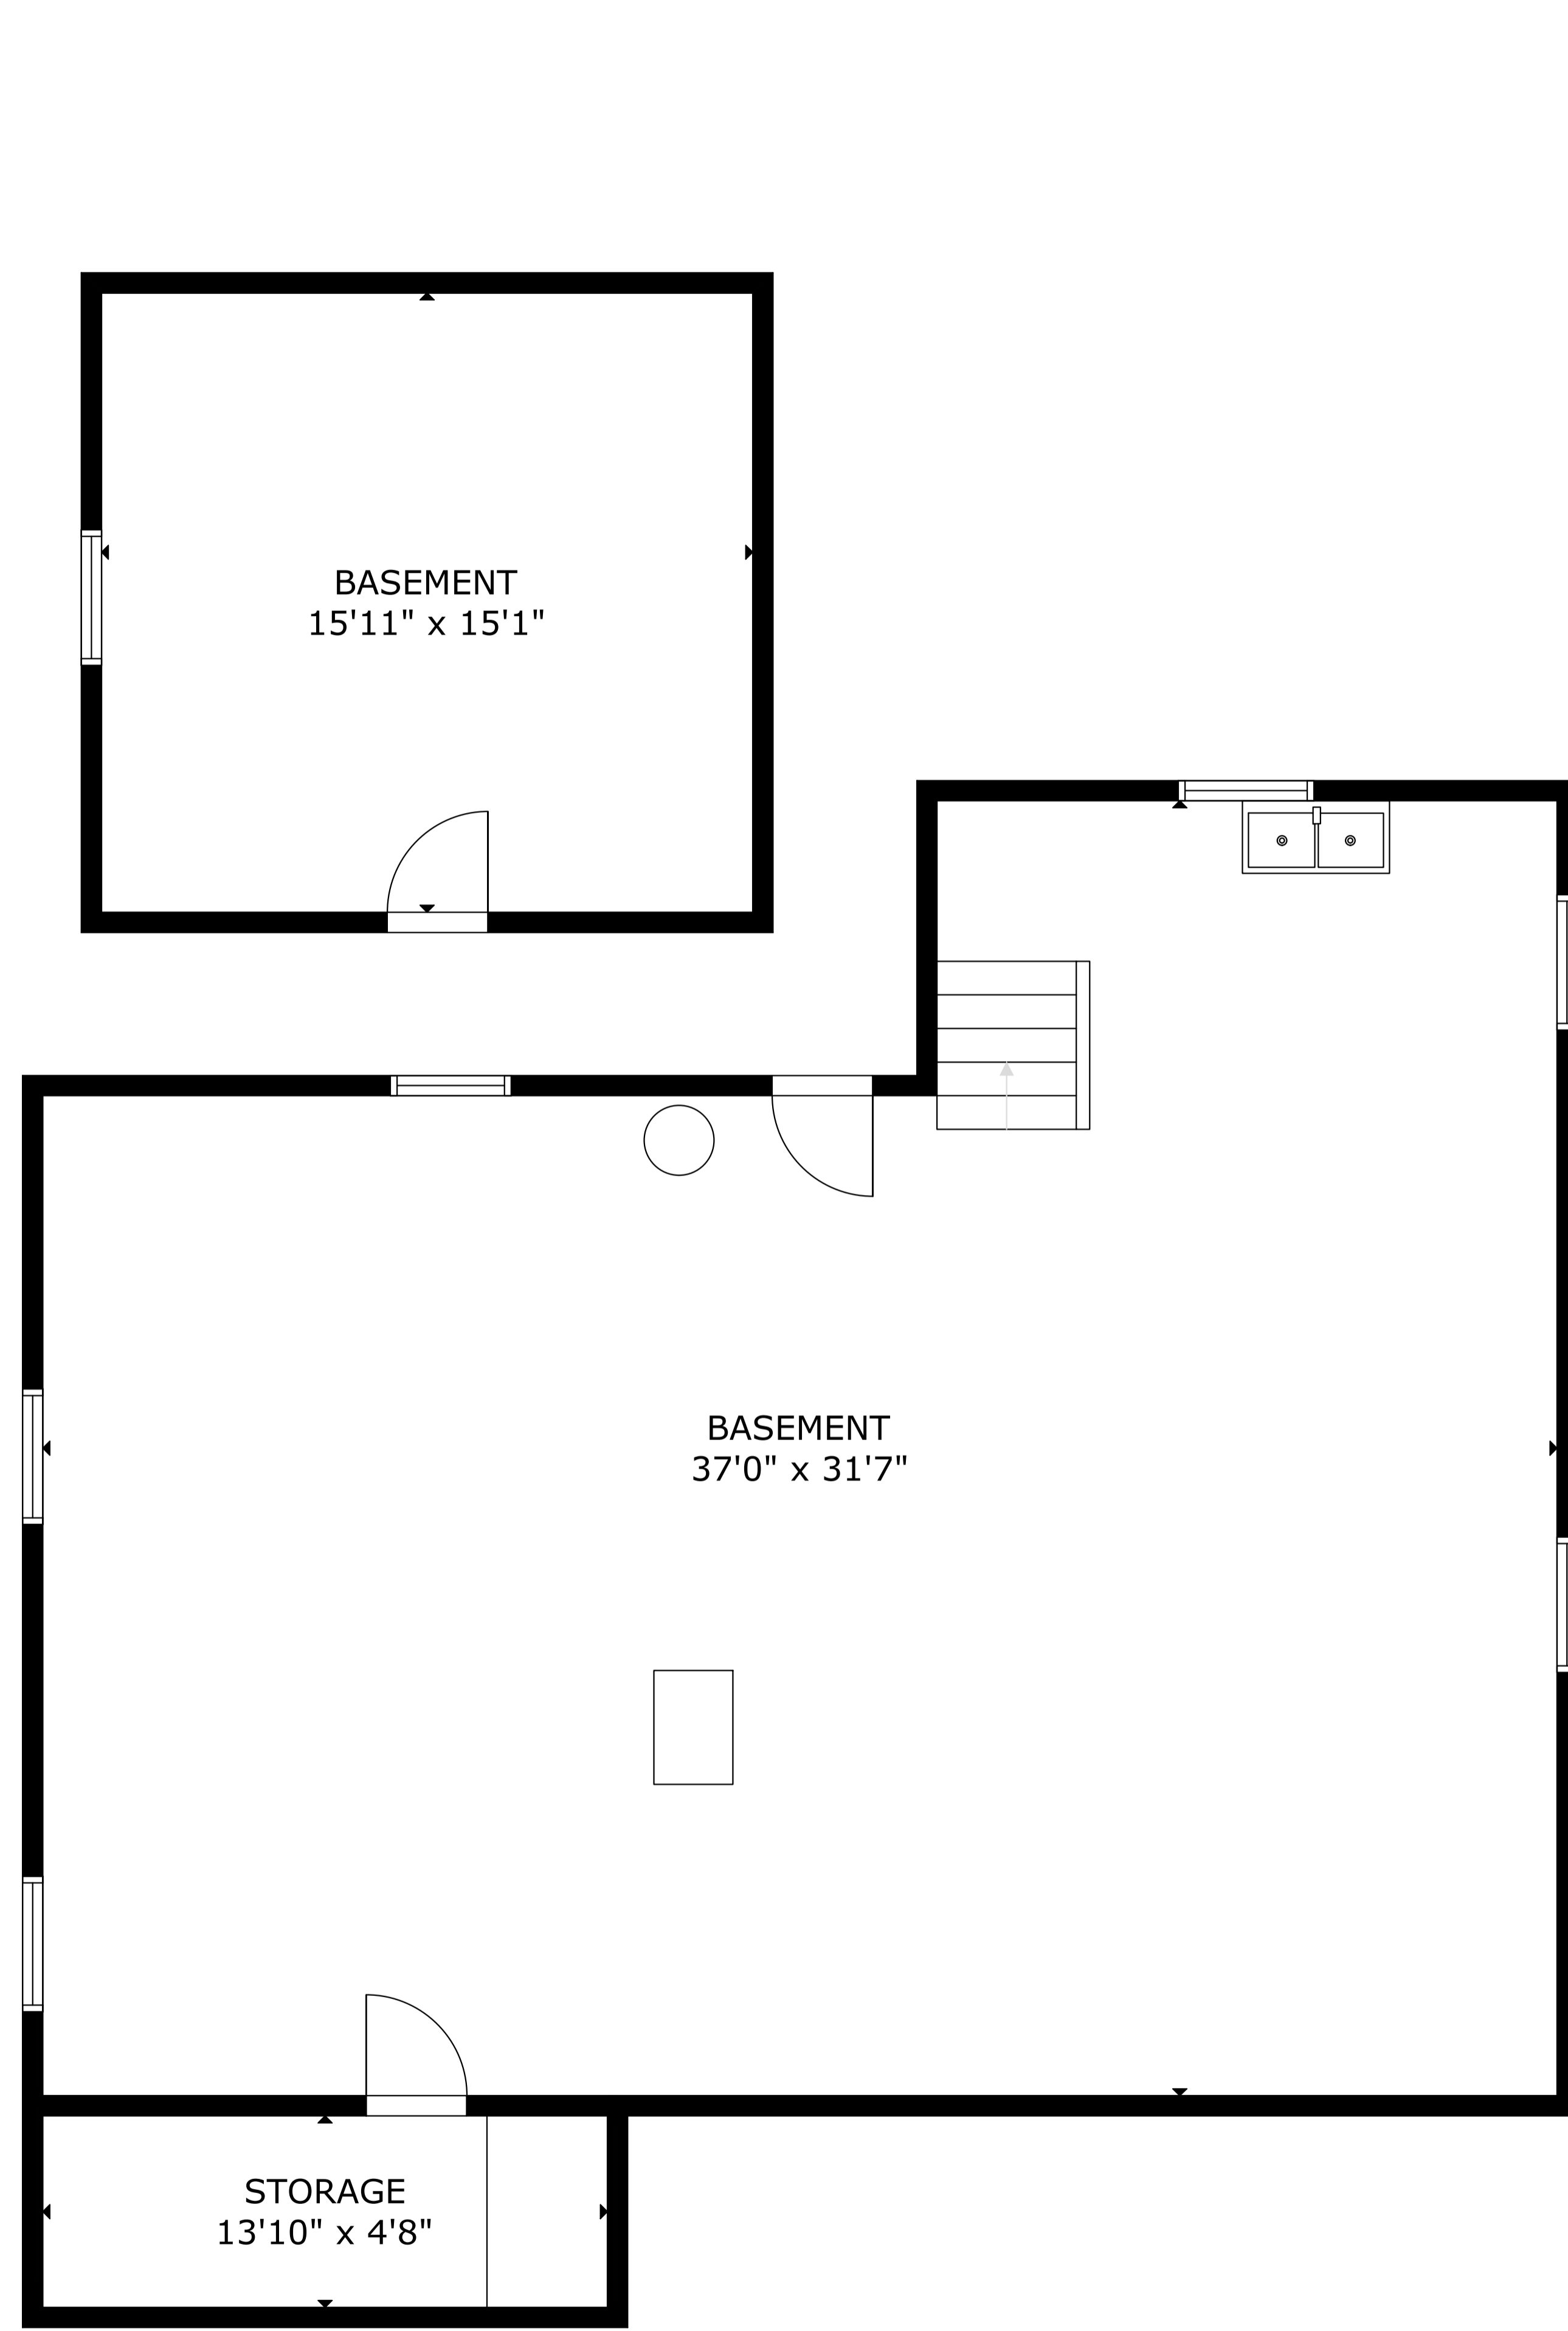 BASEMENT
15'11" x 15'1"
BASEMENT
37'0" x 31'7"
STORAGE
13'10" x 4'8"